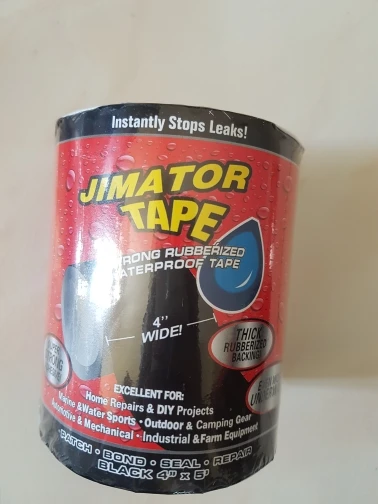 Instantly Stops Leaks!
JIMATOR
TAPE
STRONG RUBBERIZED
WATERPROOF TAPE
4"
WIDE!
THICK
RUBBERIZED
BACKING!
EXCELLENT FOR:
Home Repairs & DIY Projects
Marine & Water Sports • Outdoor & Camping Gear
Automotive & Mechanical • Industrial & Farm Equipment
PATCH • BOND • SEAL • REPAIR
BLACK 4" x 5'